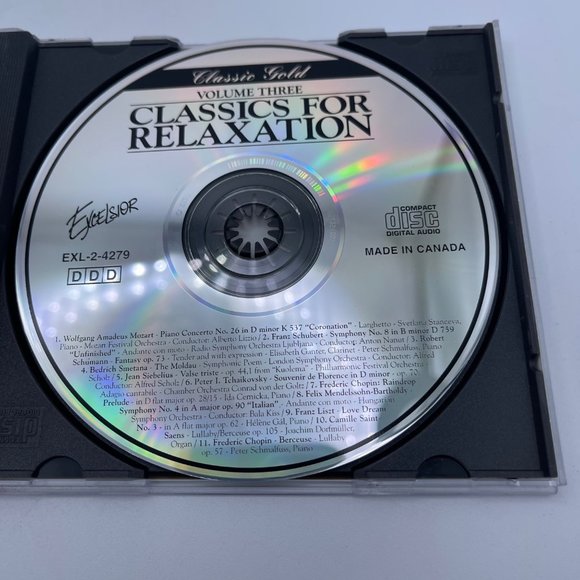 Classic Gold
VOLUME THREE
CLASSICS FOR
RELAXATION
EXCELSIOR
EXL-2-4279
DDD
COMPACT
disc
DIGITAL AUDIO
MADE IN CANADA
1. Wolfgang Amadeus Mozart - Piano Concerto No. 26 in D minor K 537 "Coronation" - Larghetto - Svetlana Stanceva,
Piano - Mozart Festival Orchestra - Conductor: Alberto Lizzio / 2. Franz Schubert - Symphony No. 8 in B minor D 759
"Unfinished" - Andante con moto - Radio Symphony Orchestra Ljubljana - Conductor: Anton Nanut / 3. Robert
Schumann - Fantasy op. 73 - Tender and with expression - Elisabeth Ganter, Clarinet - Peter Schmalfuss, Piano
4. Bedrich Smetana - The Moldau - Symphonic Poem - London Symphony Orchestra - Conductor: Alfred
Scholz / 5. Jean Sebelius - Valse triste - op. 44,1 from "Kuolema" - Philharmonic Festival Orchestra
Conductor: Alfred Scholz / 6. Peter I. Tchaikovsky - Souvenir de Florence in D minor - op. 70
Adagio cantabile - Chamber Orchestra Conrad von der Goltz / 7. Frederic Chopin: Raindrop
Prelude - in D flat major op. 28/15 - Ida Cernicka, Piano / 8. Felix Mendelssohn-Bartholdy
Symphony No. 4 in A major op. 90 "Italian" - Andante con moto - Hungarian
Symphony Orchestra - Conductor: Bela Kiss / 9. Franz Liszt - Love Dream
No. 3 - in A flat major op. 62 - Hélène Gál, Piano / 10. Camille Saint-
Saens - Lullaby/Berceuse op. 105 - Joachim Dorfmüller,
Organ / 11. Frederic Chopin - Berceuse - Lullaby
op. 57 - Peter Schmalfuss, Piano